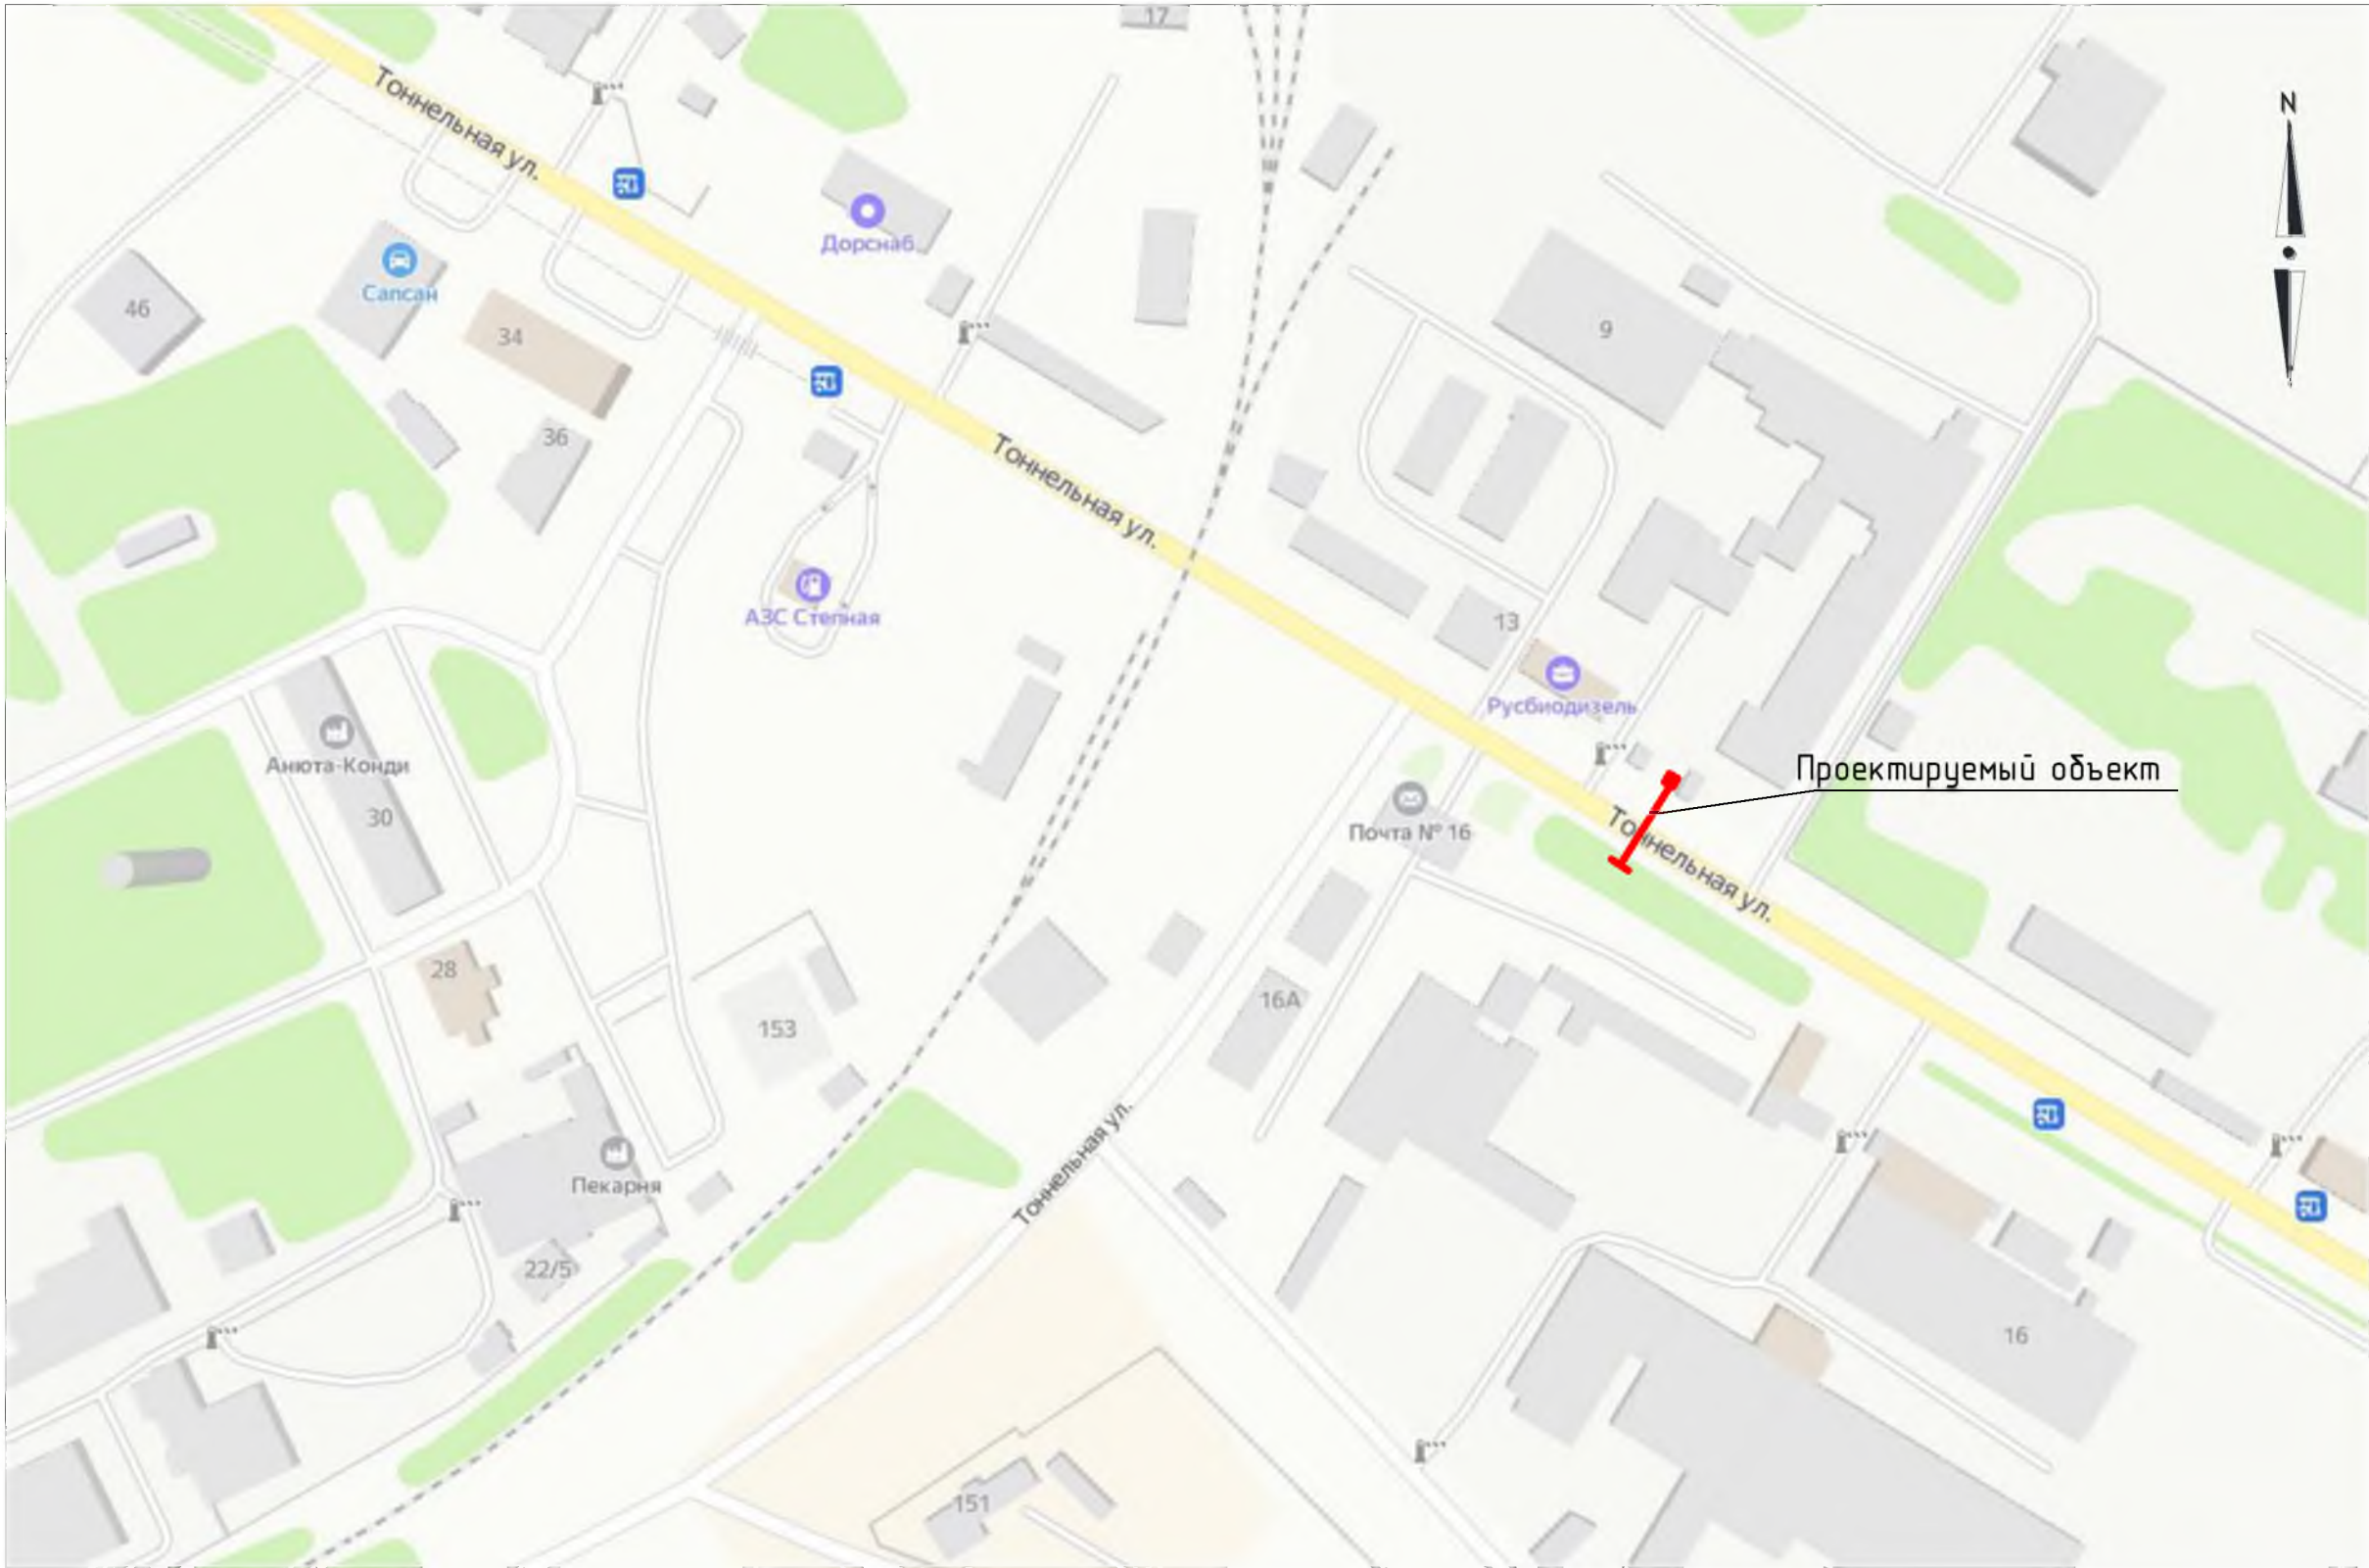 17
N
Тоннельная ул.
Дорснаб
Сапсан
46
34
9
36
Тоннельная ул.
АЗС Степная
13
Русбиодизель
Анюта-Конди
Проектируемый объект
30
Почта № 16
Тоннельная ул.
28
16А
153
Тоннельная ул.
Пекарня
22/5
16
151